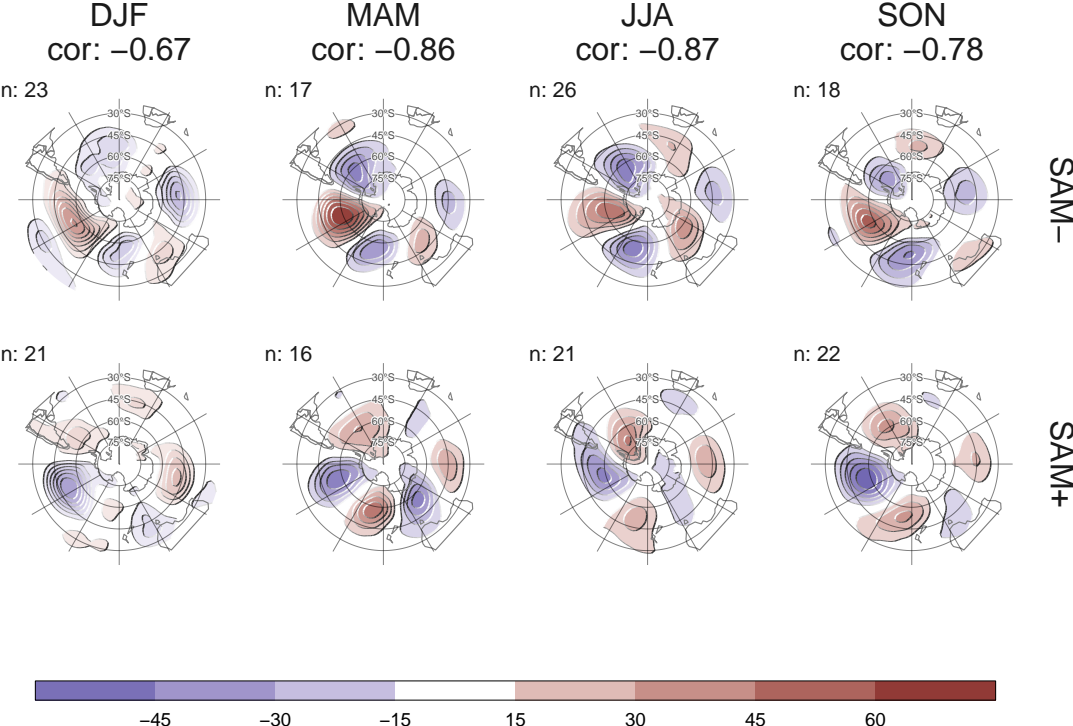 DJF MAM JJA SON
cor: −0.67 cor: −0.86 cor: −0.87 cor: −0.78
n: 23 n: 17 n: 26 n: 18
30°S 30°S 30°S 30°S
45°S 45°S 45°S 45°S
60°S 60°S 60°S 60°S
75°S 75°S 75°S 75°S
SAM−
n: 21 n: 16 n: 21 n: 22
30°S 30°S 30°S 30°S
45°S 45°S 45°S 45°S
60°S 60°S 60°S 60°S
75°S 75°S 75°S 75°S
SAM+
−45 −30 −15 15 30 45 60